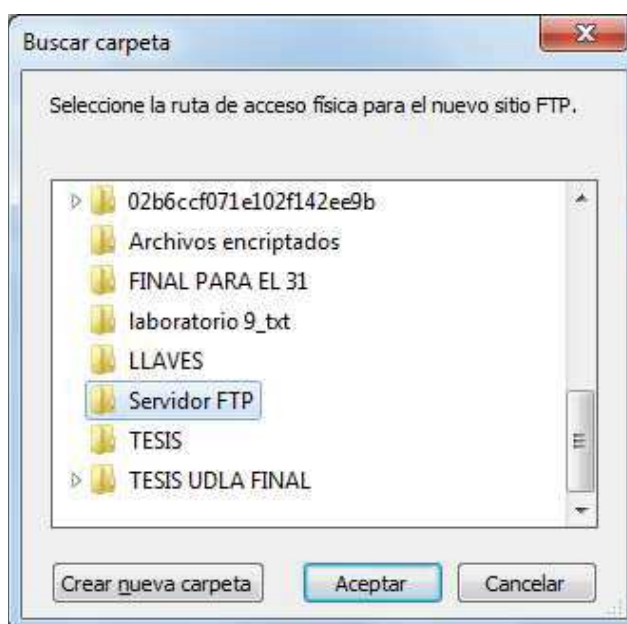 Buscar carpeta
Seleccione la ruta de acceso física para el nuevo sitio FTP.
02b6ccf071e102f142ee9b
Archivos encriptados
FINAL PARA EL 31
laboratorio 9_txt
LLAVES
Servidor FTP
TESIS
TESIS UDLA FINAL
Crear nueva carpeta Aceptar Cancelar